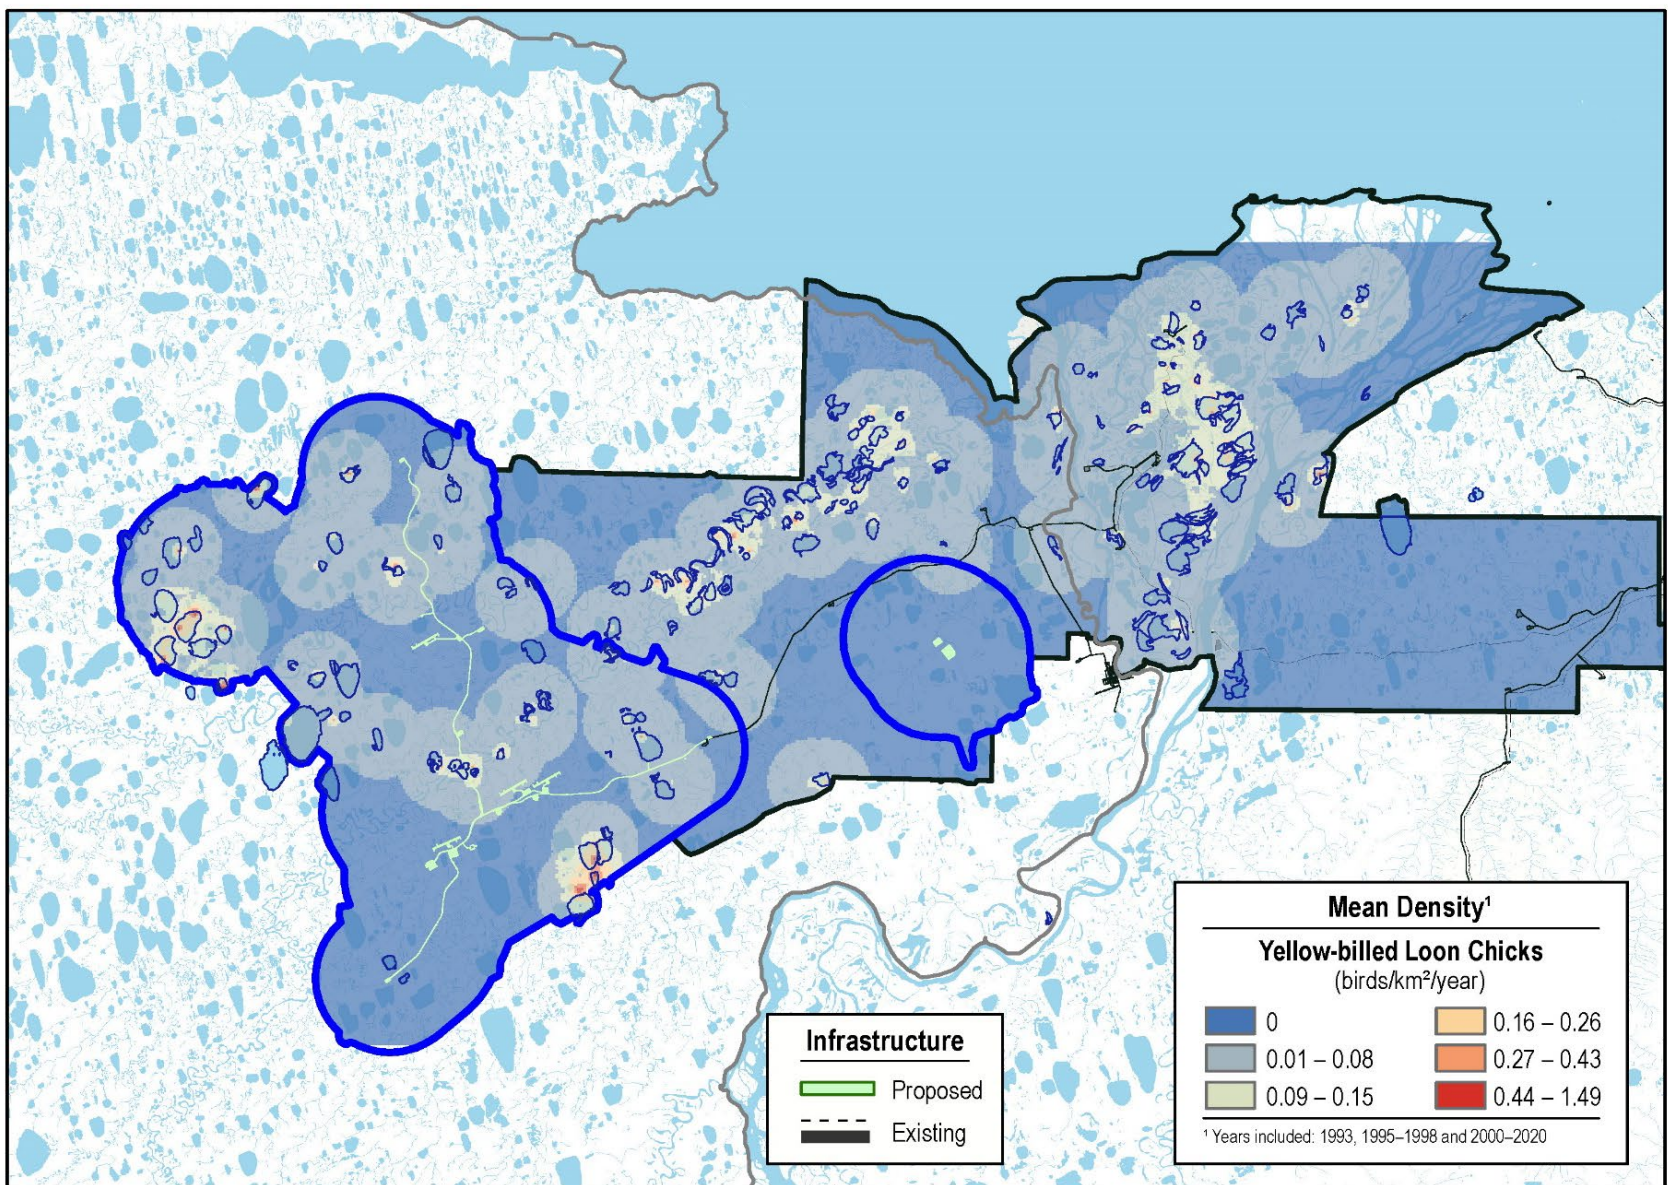 Mean Density¹
Yellow-billed Loon Chicks
(birds/km²/year)
0
0.16 – 0.26
0.01 – 0.08
0.27 – 0.43
0.09 – 0.15
0.44 – 1.49
¹ Years included: 1993, 1995–1998 and 2000–2020
Infrastructure
Proposed
Existing